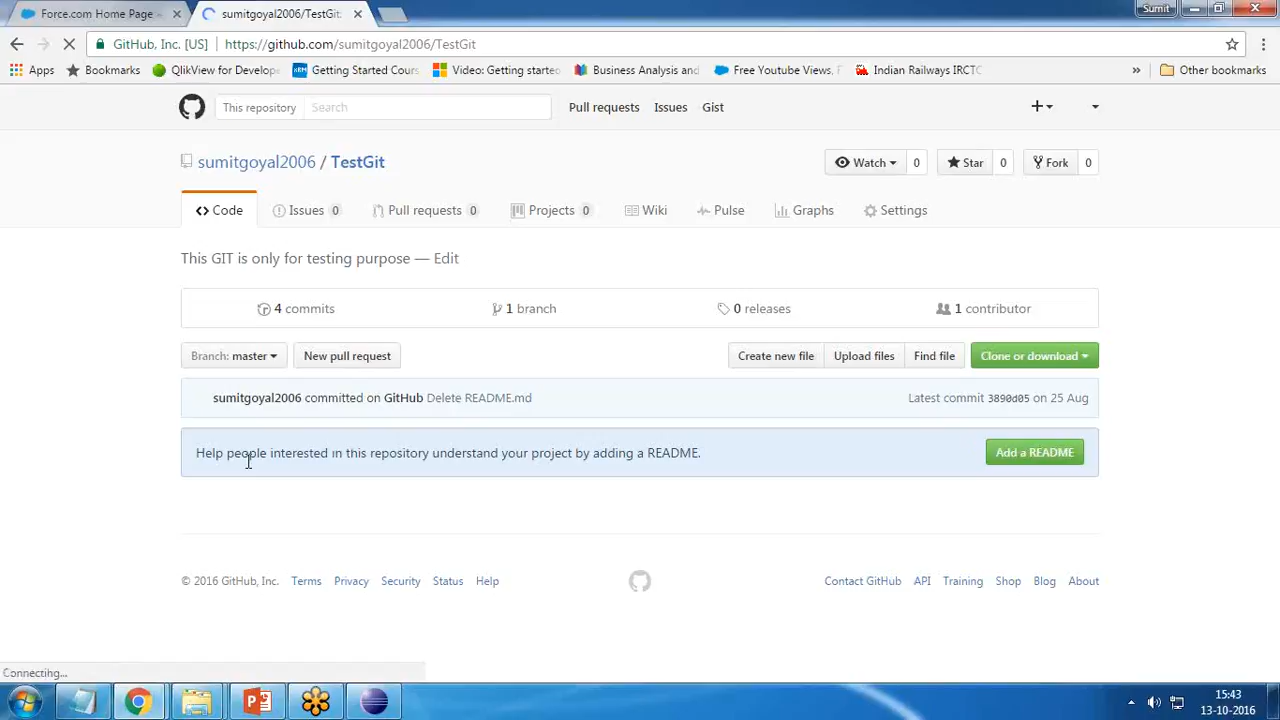 Force.com Home Page
sumitgoyal2006/TestGit:
Sumit
GitHub, Inc. [US]
https://github.com/sumitgoyal2006/TestGit
Apps
Bookmarks
QlikView for Develope
Getting Started Cours
Video: Getting starte
Business Analysis and
Free Youtube Views,
Indian Railways IRCTC
»
Other bookmarks
This repository
Search
Pull requests
Issues
Gist
sumitgoyal2006 / TestGit
Watch 0
Star 0
Fork 0
Code
Issues 0
Pull requests 0
Projects 0
Wiki
Pulse
Graphs
Settings
This GIT is only for testing purpose — Edit
4 commits
1 branch
0 releases
1 contributor
Branch: master
New pull request
Create new file
Upload files
Find file
Clone or download
sumitgoyal2006 committed on GitHub Delete README.md
Latest commit 3890d05 on 25 Aug
Help people interested in this repository understand your project by adding a README.
Add a README
© 2016 GitHub, Inc.
Terms
Privacy
Security
Status
Help
Contact GitHub
API
Training
Shop
Blog
About
Connecting...
15:43
13-10-2016